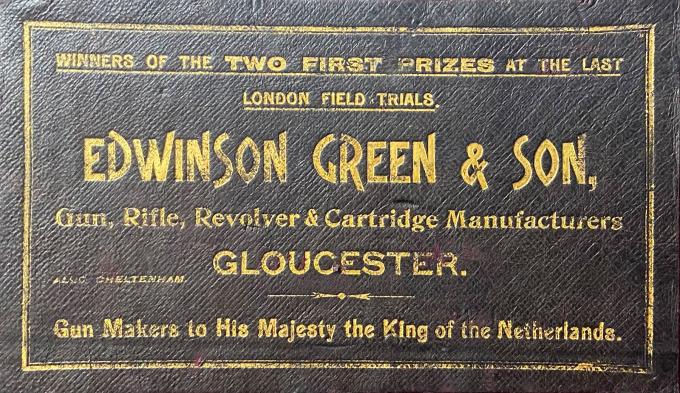 WINNERS OF THE TWO FIRST PRIZES AT THE LAST
LONDON FIELD TRIALS.
EDWINSON GREEN & SON,
Gun, Rifle, Revolver & Cartridge Manufacturers
GLOUCESTER.
ALSO CHELTENHAM.
Gun Makers to His Majesty the King of the Netherlands.